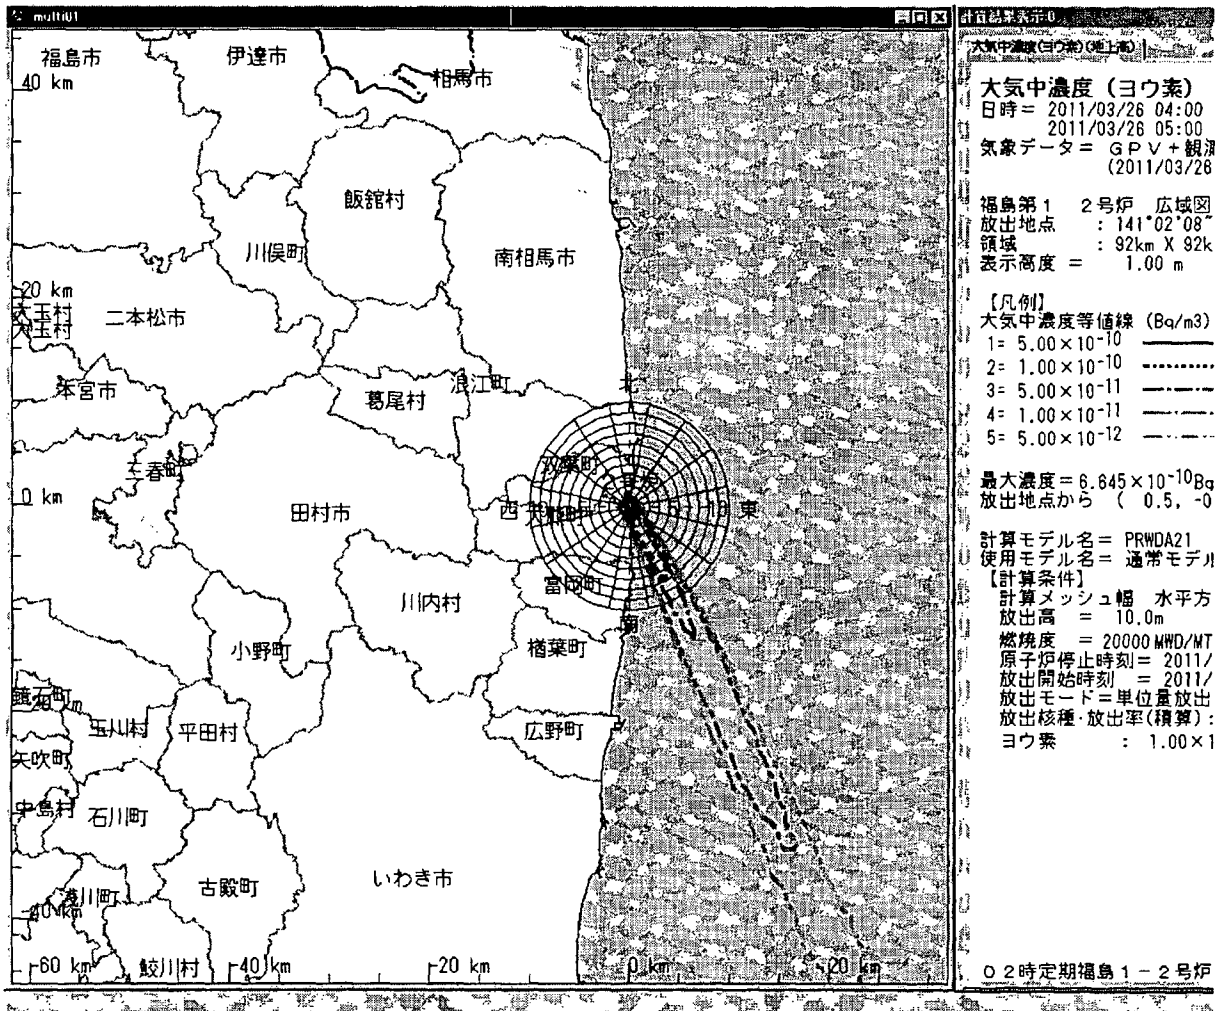 multi01
福島市
伊達市
相馬市
40 km
飯舘村
川俣町
南相馬市
20 km
大玉村
大玉村
二本松市
本宮市
浪江町
北
葛尾村
三春町
双葉町
0 km
田村市
西
東
富岡町
川内村
南
小野町
楢葉町
鏡石町
玉川村
平田村
広野町
矢吹町
中島村
石川町
いわき市
浅川町
古殿町
-40 km
鮫川村
-60 km
-40 km
-20 km
0 km
20 km
計算結果表示:0
大気中濃度(ヨウ素)(地上高)
大気中濃度(ヨウ素)
日時= 2011/03/26 04:00
2011/03/26 05:00
気象データ= GPV+観測
(2011/03/26
福島第1 2号炉 広域図
放出地点 : 141°02'08"
領域 : 92km X 92k
表示高度 = 1.00 m
【凡例】
大気中濃度等値線 (Bq/m3)
1= 5.00×10-10
2= 1.00×10-10
3= 5.00×10-11
4= 1.00×10-11
5= 5.00×10-12
最大濃度=6.645×10-10Bq
放出地点から ( 0.5, -0
計算モデル名= PRWDA21
使用モデル名= 通常モデル
【計算条件】
計算メッシュ幅 水平方
放出高 = 10.0m
燃焼度 = 20000MWD/MT
原子炉停止時刻= 2011/
放出開始時刻 = 2011/
放出モード=単位量放出
放出核種・放出率(積算):
ヨウ素 : 1.00×1
02時定期福島1-2号炉